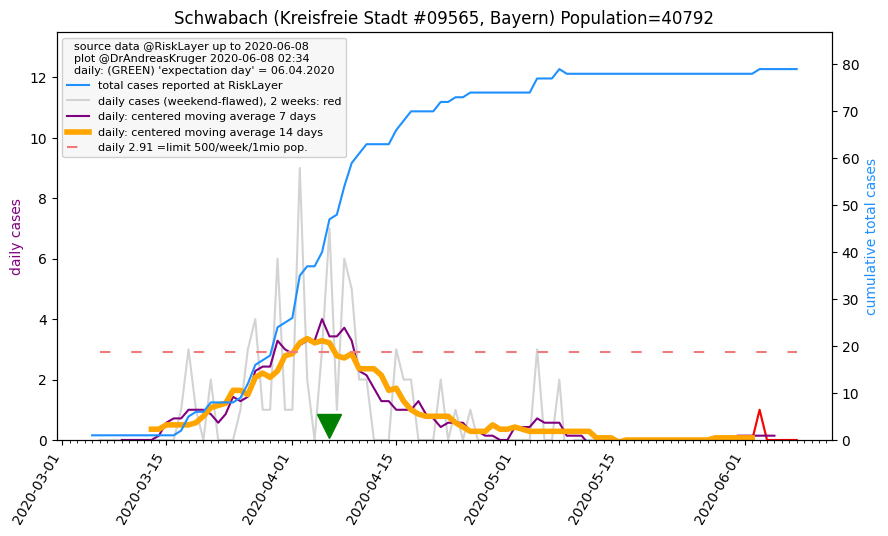 Schwabach (Kreisfreie Stadt #09565, Bayern) Population=40792
source data @RiskLayer up to 2020-06-08
plot @DrAndreasKruger 2020-06-08 02:34
daily: (GREEN) 'expectation day' = 06.04.2020
total cases reported at RiskLayer
daily cases (weekend-flawed), 2 weeks: red
daily: centered moving average 7 days
daily: centered moving average 14 days
daily 2.91 =limit 500/week/1mio pop.
daily cases
0
2
4
6
8
10
12
cumulative total cases
0
10
20
30
40
50
60
70
80
2020-03-01
2020-03-15
2020-04-01
2020-04-15
2020-05-01
2020-05-15
2020-06-01